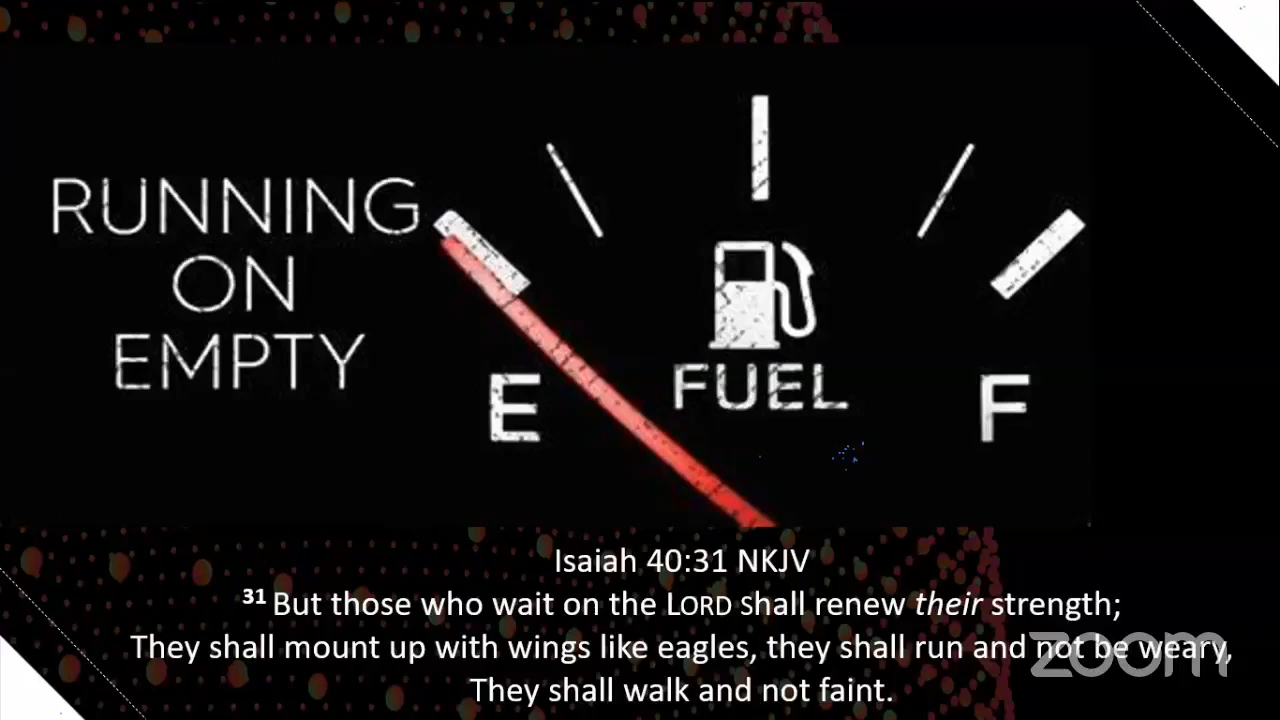 RUNNING
ON
EMPTY
E
FUEL
F
Isaiah 40:31 NKJV
31 But those who wait on the LORD shall renew their strength;
They shall mount up with wings like eagles, they shall run and not be weary,
They shall walk and not faint.
zoom